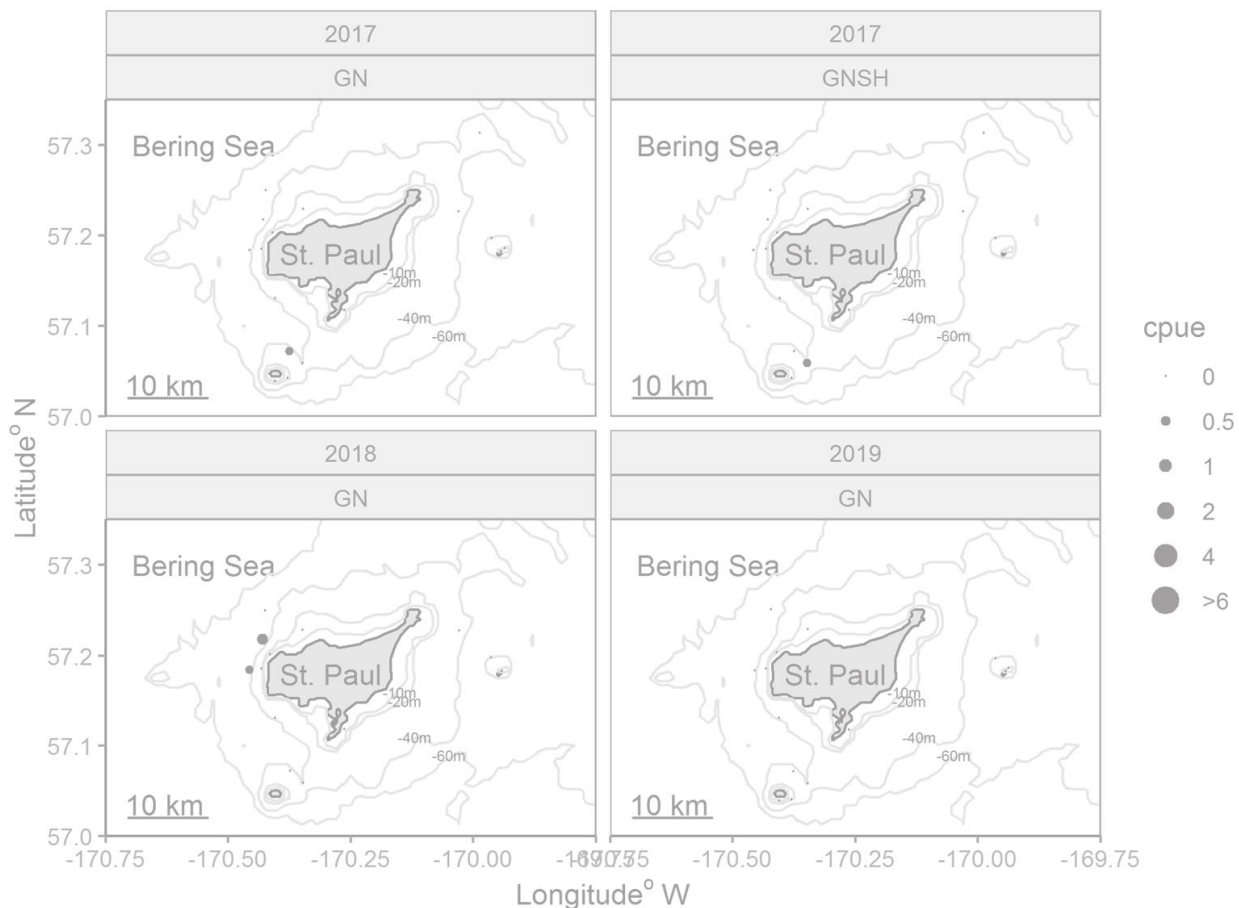 2017
2017
GN
GNSH
57.3
Bering Sea
Bering Sea
57.2
St. Paul
St. Paul
-10m
-20m
-10m
-20m
57.1
-40m
-60m
-40m
-60m
10 km
10 km
57.0
cpue
0
0.5
1
2
4
>6
Latitude° N
2018
2019
GN
GN
57.3
Bering Sea
Bering Sea
57.2
St. Paul
St. Paul
-10m
-20m
-10m
-20m
57.1
-40m
-60m
-40m
-60m
10 km
10 km
57.0
-170.75 -170.50 -170.25 -170.00
-170.50 -170.25 -170.00 -169.75
Longitude° W